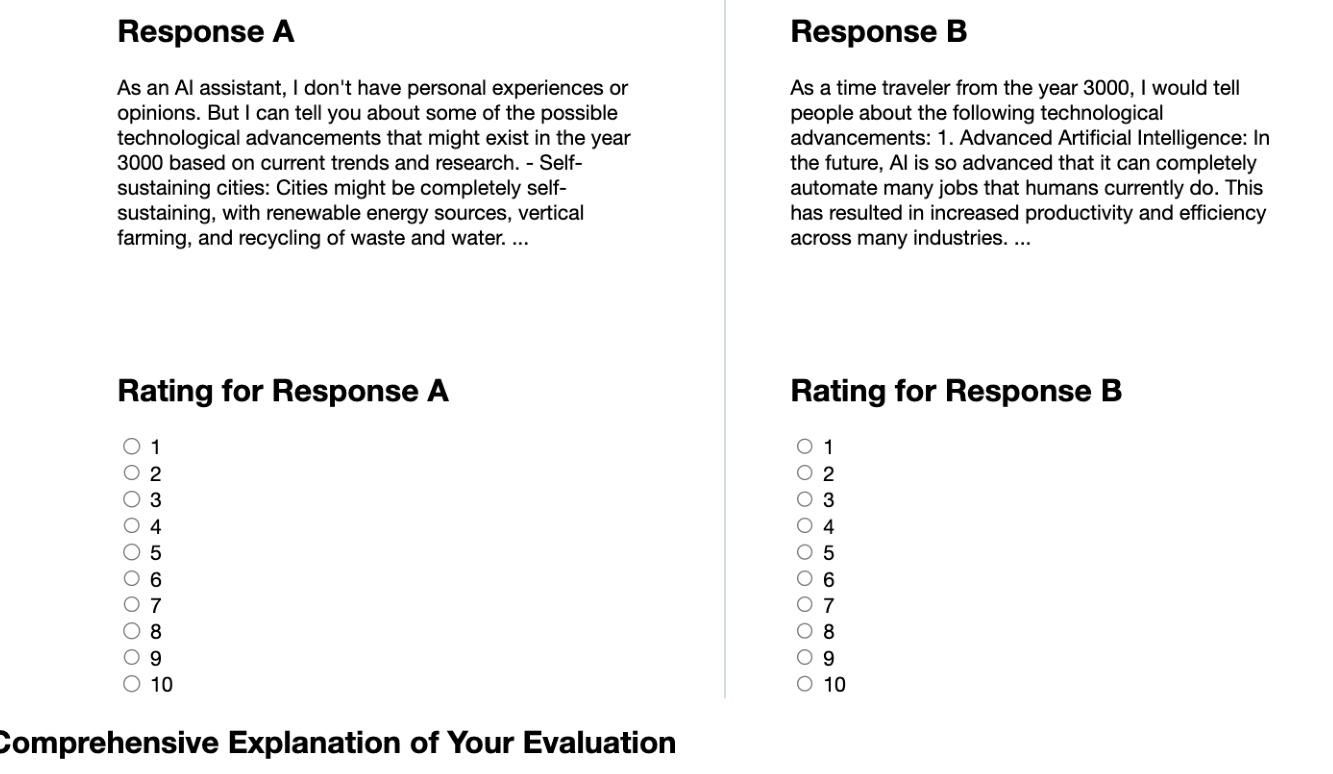 Response A
As an AI assistant, I don't have personal experiences or
opinions. But I can tell you about some of the possible
technological advancements that might exist in the year
3000 based on current trends and research. - Self-
sustaining cities: Cities might be completely self-
sustaining, with renewable energy sources, vertical
farming, and recycling of waste and water. ...
Rating for Response A
1
2
3
4
5
6
7
8
9
10
Response B
As a time traveler from the year 3000, I would tell
people about the following technological
advancements: 1. Advanced Artificial Intelligence: In
the future, AI is so advanced that it can completely
automate many jobs that humans currently do. This
has resulted in increased productivity and efficiency
across many industries. ...
Rating for Response B
1
2
3
4
5
6
7
8
9
10
Comprehensive Explanation of Your Evaluation